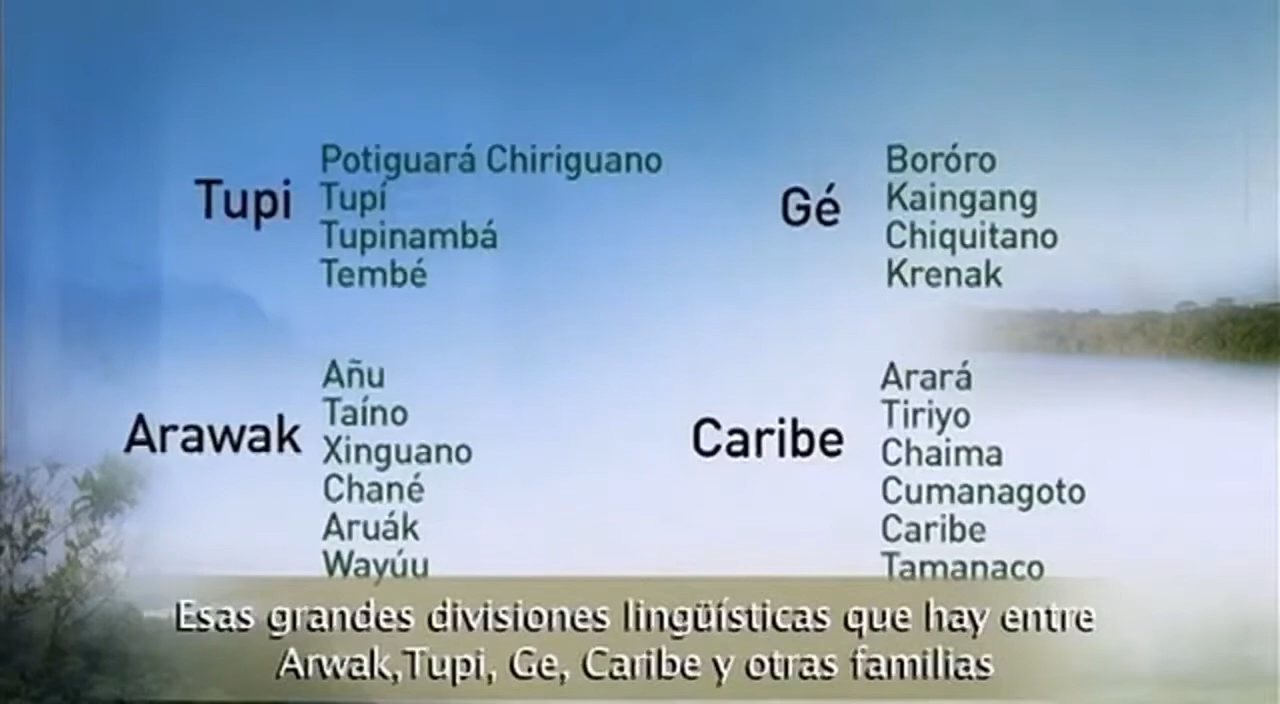 Tupi
Potiguará Chiriguano
Tupí
Tupinambá
Tembé
Gé
Boróro
Kaingang
Chiquitano
Krenak
Arawak
Añu
Taíno
Xinguano
Chané
Aruák
Wayúu
Caribe
Arará
Tiriyo
Chaima
Cumanagoto
Caribe
Tamanaco
Esas grandes divisiones lingüísticas que hay entre
Arwak,Tupi, Ge, Caribe y otras familias